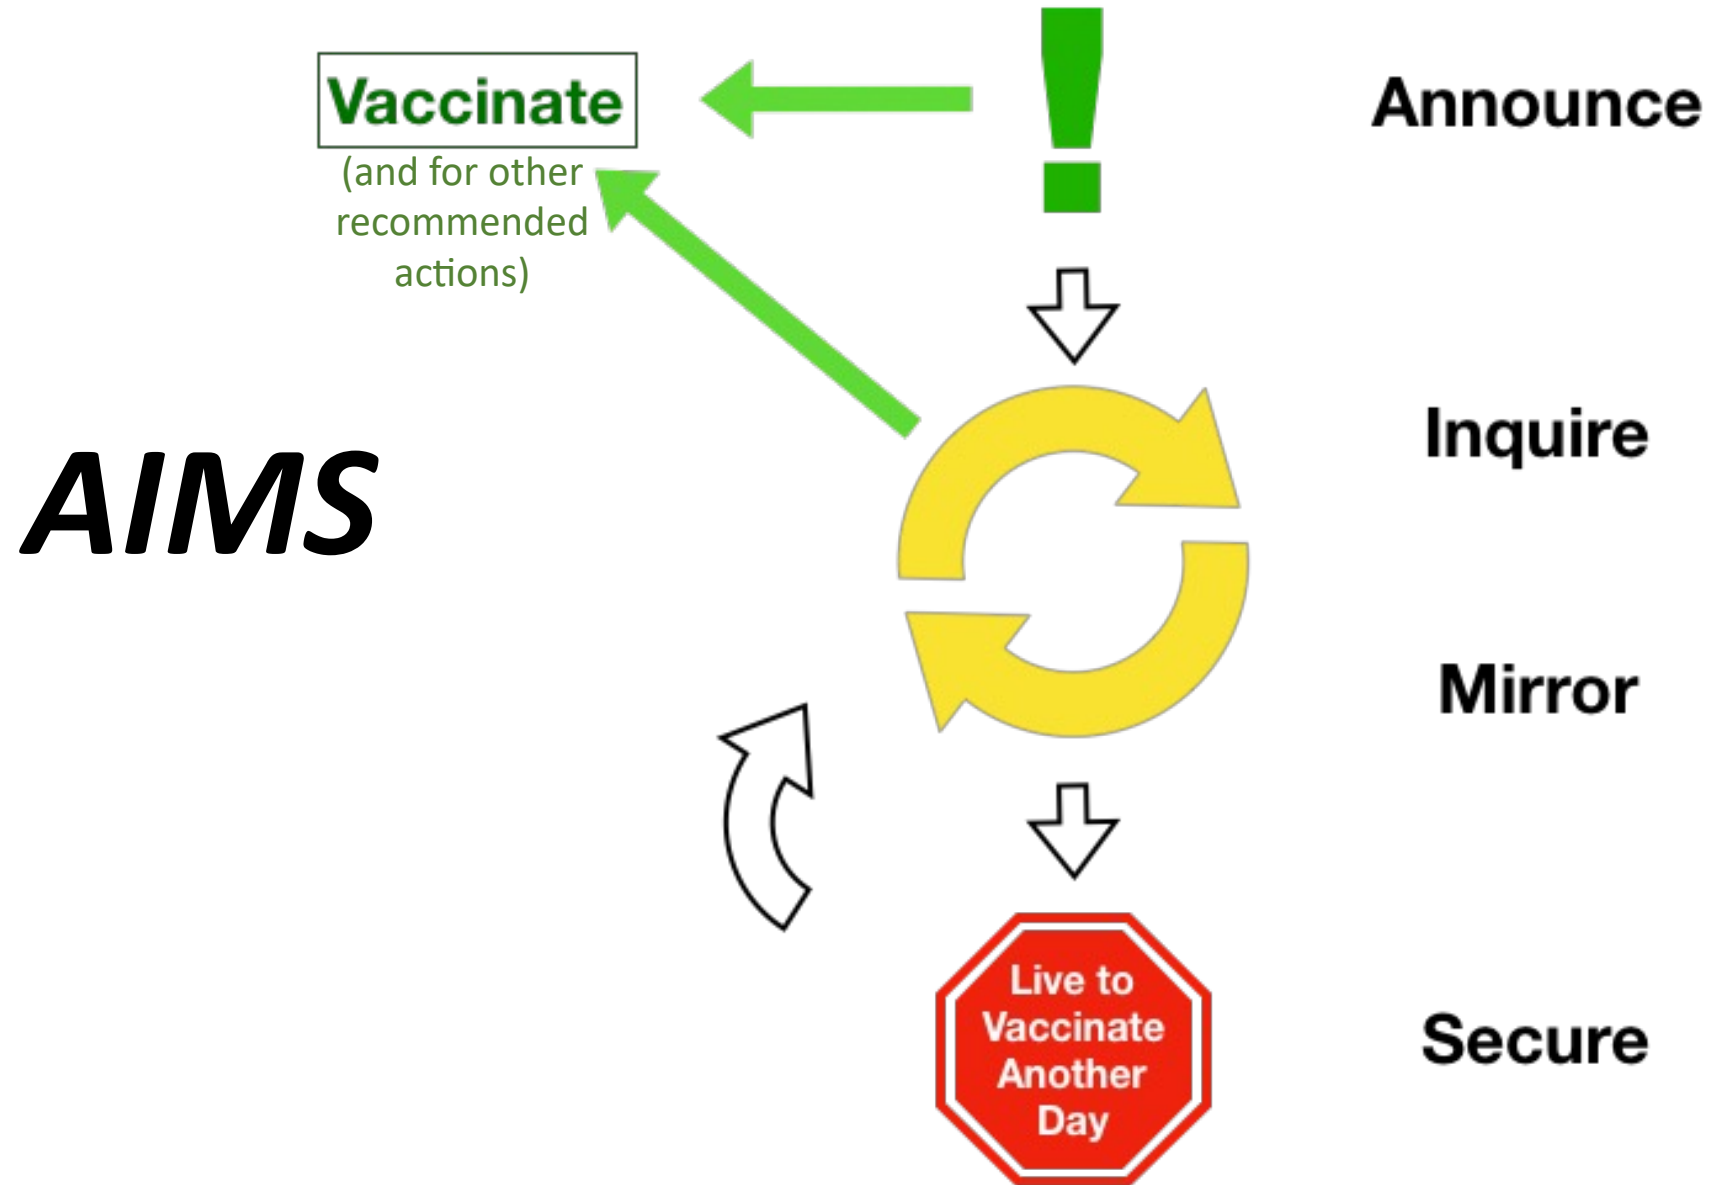 Vaccinate
(and for other
recommended
actions)
!
Announce
AIMS
Inquire
Mirror
Live to
Vaccinate
Another
Day
Secure